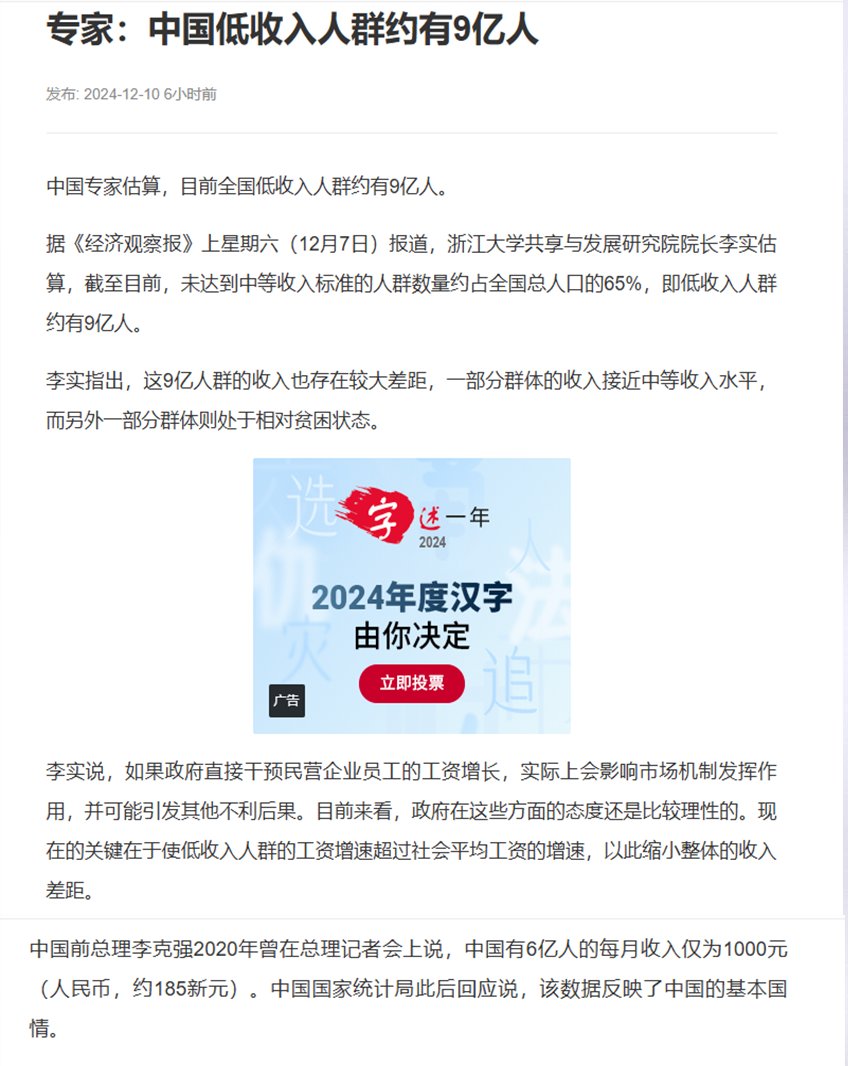 专家：中国低收入人群约有9亿人
发布: 2024-12-10 6小时前
中国专家估算，目前全国低收入人群约有9亿人。
据《经济观察报》上星期六（12月7日）报道，浙江大学共享与发展研究院院长李实估
算，截至目前，未达到中等收入标准的人群数量约占全国总人口的65%，即低收入人群
约有9亿人。
李实指出，这9亿人群的收入也存在较大差距，一部分群体的收入接近中等收入水平，
而另外一部分群体则处于相对贫困状态。
选
字述一年
2024
人
法
2024年度汉字
由你决定
灾
追
立即投票
广告
李实说，如果政府直接干预民营企业员工的工资增长，实际上会影响市场机制发挥作
用，并可能引发其他不利后果。目前来看，政府在这些方面的态度还是比较理性的。现
在的关键在于使低收入人群的工资增速超过社会平均工资的增速，以此缩小整体的收入
差距。
中国前总理李克强2020年曾在总理记者会上说，中国有6亿人的每月收入仅为1000元
（人民币，约185新元）。中国国家统计局此后回应说，该数据反映了中国的基本国
情。